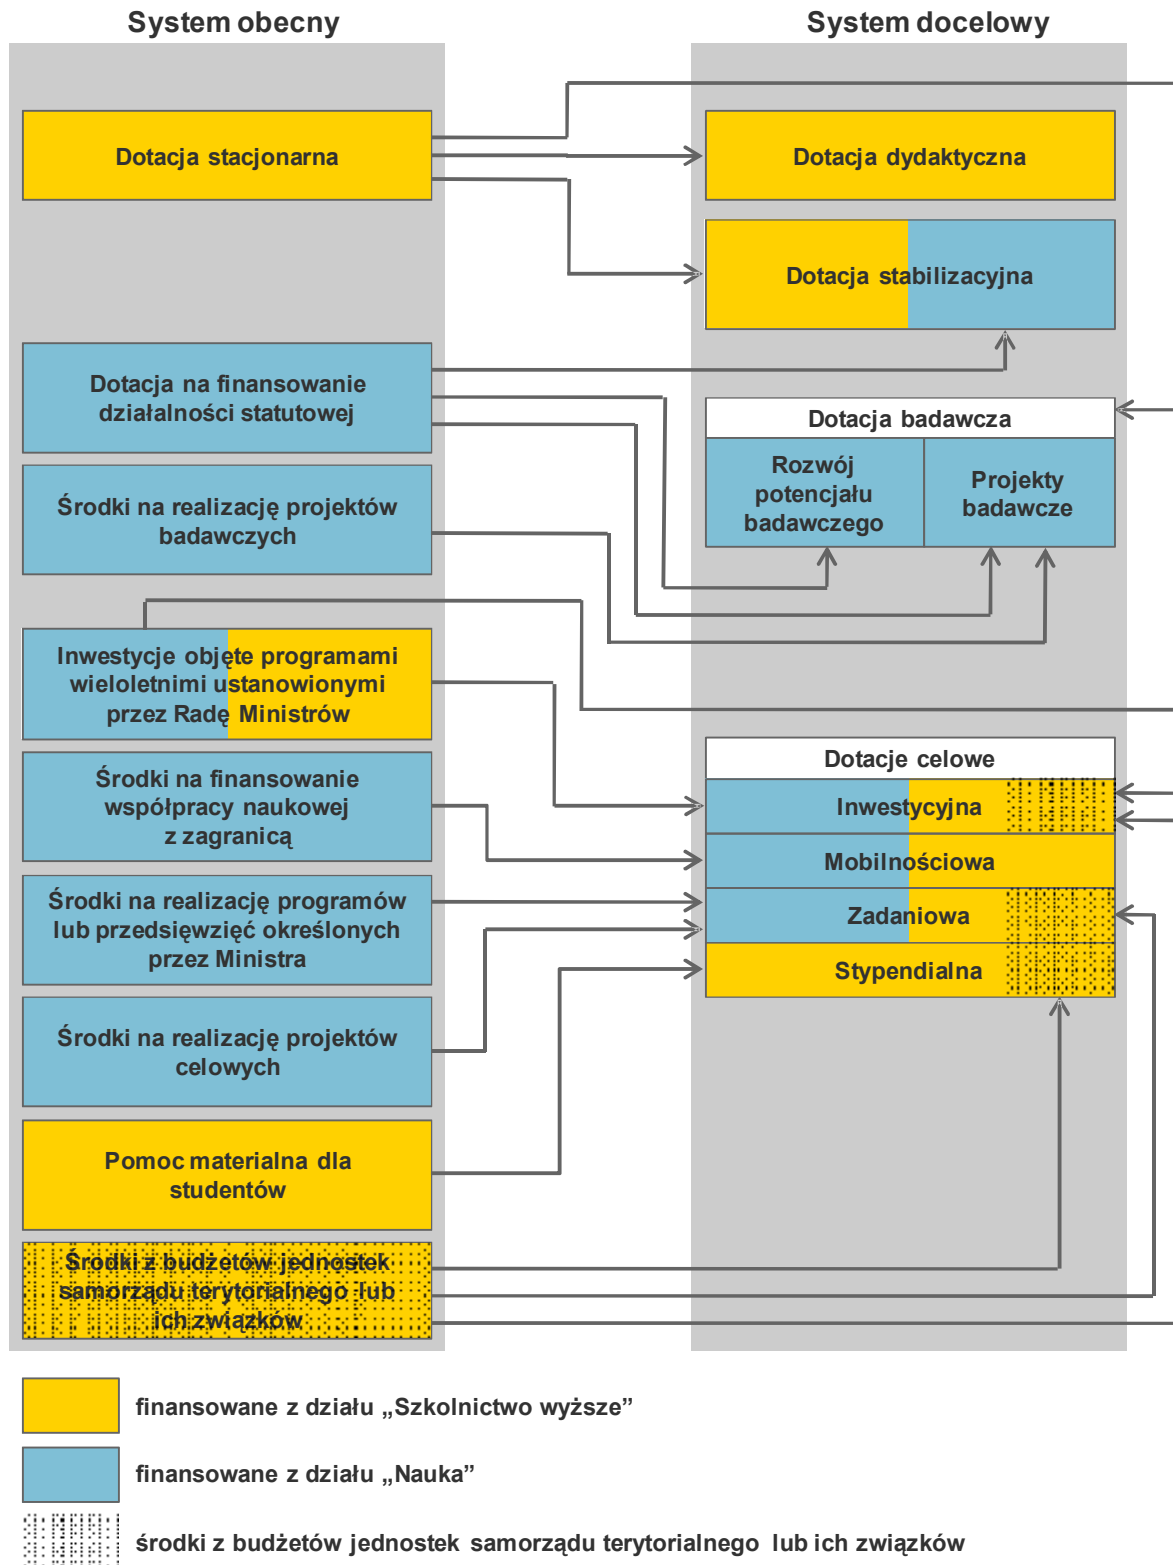 System obecny
System docelowy
Dotacja stacjonarna
Dotacja dydaktyczna
Dotacja stabilizacyjna
Dotacja na finansowanie
działalności statutowej
Dotacja badawcza
Rozwój
potencjału
badawczego
Projekty
badawcze
Środki na realizację projektów
badawczych
Inwestycje objęte programami
wieloletnimi ustanowionymi
przez Radę Ministrów
Dotacje celowe
Inwestycyjna
Mobilnościowa
Zadaniowa
Stypendialna
Środki na finansowanie
współpracy naukowej
z zagranicą
Środki na realizację programów
lub przedsięwzięć określonych
przez Ministra
Środki na realizację projektów
celowych
Pomoc materialna dla
studentów
Środki z budżetów jednostek
samorządu terytorialnego lub
ich związków
finansowane z działu „Szkolnictwo wyższe”
finansowane z działu „Nauka”
środki z budżetów jednostek samorządu terytorialnego lub ich związków